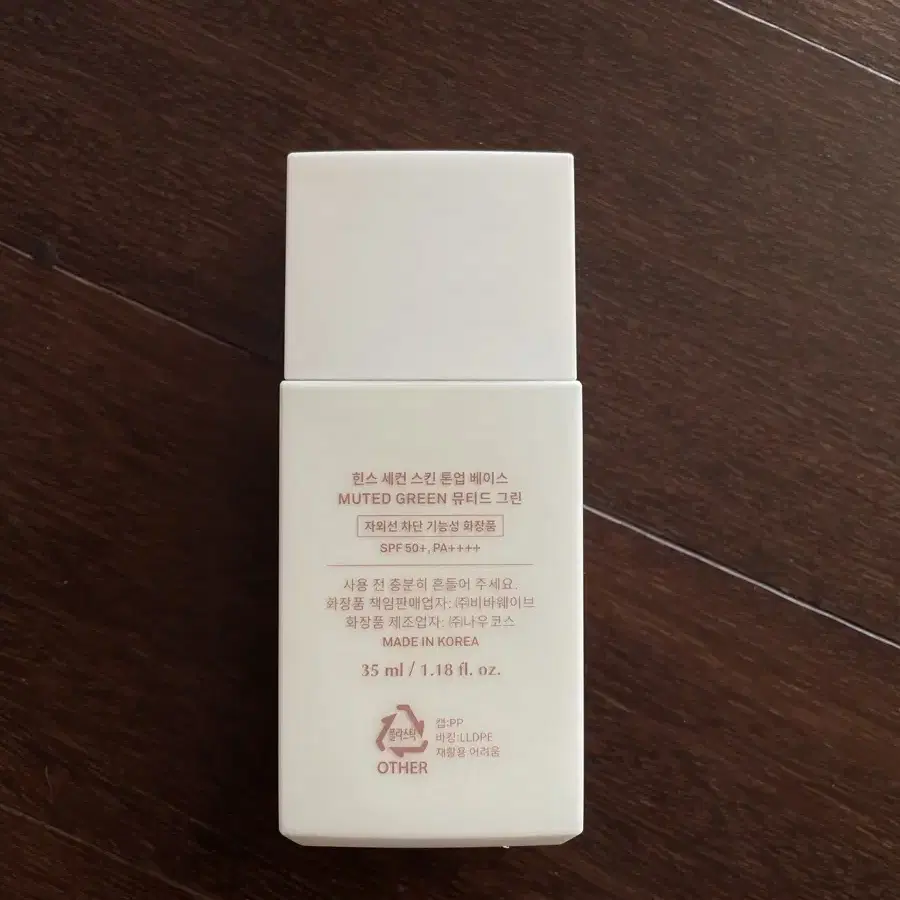 힌스 세컨 스킨 톤업 베이스
MUTED GREEN 뮤티드 그린
자외선 차단 기능성 화장품
SPF 50+, PA++++
사용 전 충분히 흔들어 주세요.
화장품 책임판매업자: ㈜비바웨이브
화장품 제조업자: ㈜나우코스
MADE IN KOREA
35 ml / 1.18 fl. oz.
플라스틱
OTHER
캡:PP
바킹:LLDPE
재활용 어려움